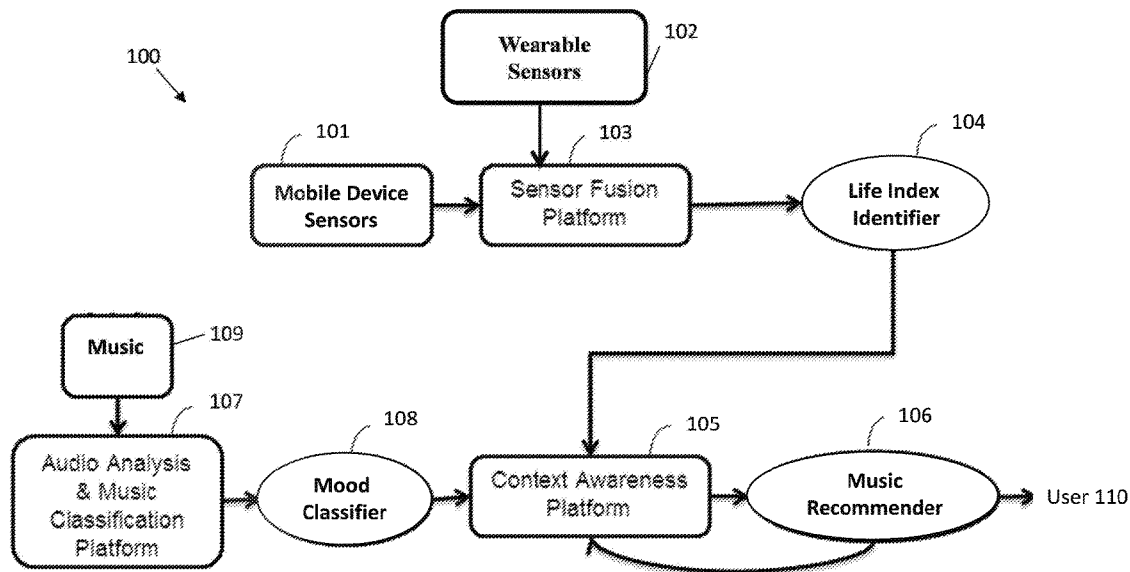 100
Wearable
Sensors
102
101
Mobile Device
Sensors
103
Sensor Fusion
Platform
104
Life Index
Identifier
Music
109
107
Audio Analysis
& Music
Classification
Platform
108
Mood
Classifier
105
Context Awareness
Platform
106
Music
Recommender
User 110